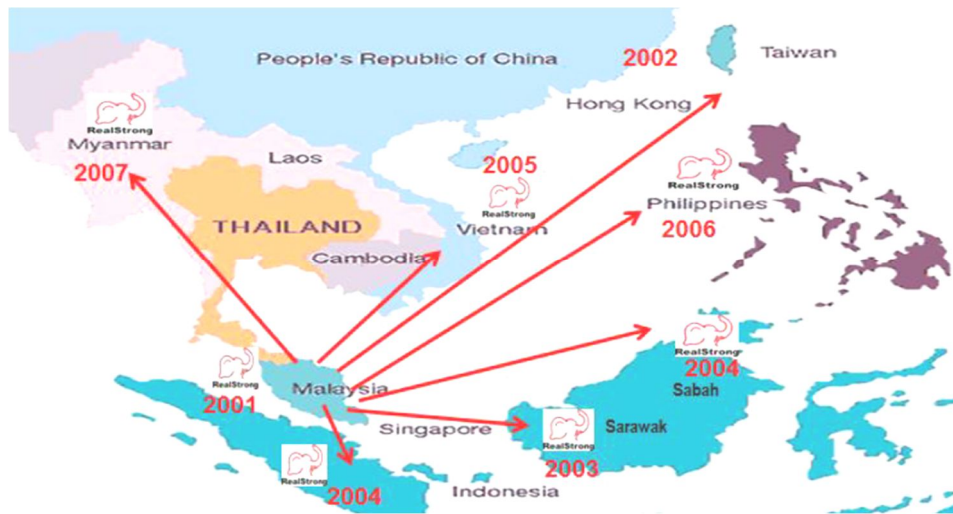 People's Republic of China
2002
Taiwan
Hong Kong
RealStrong
Myanmar
2007
Laos
2005
RealStrong
Vietnam
RealStrong
Philippines
2006
THAILAND
Cambodia
RealStrong
2001
Malaysia
RealStrong
2004
Sabah
Singapore
RealStrong
Sarawak
2003
RealStrong
2004
Indonesia